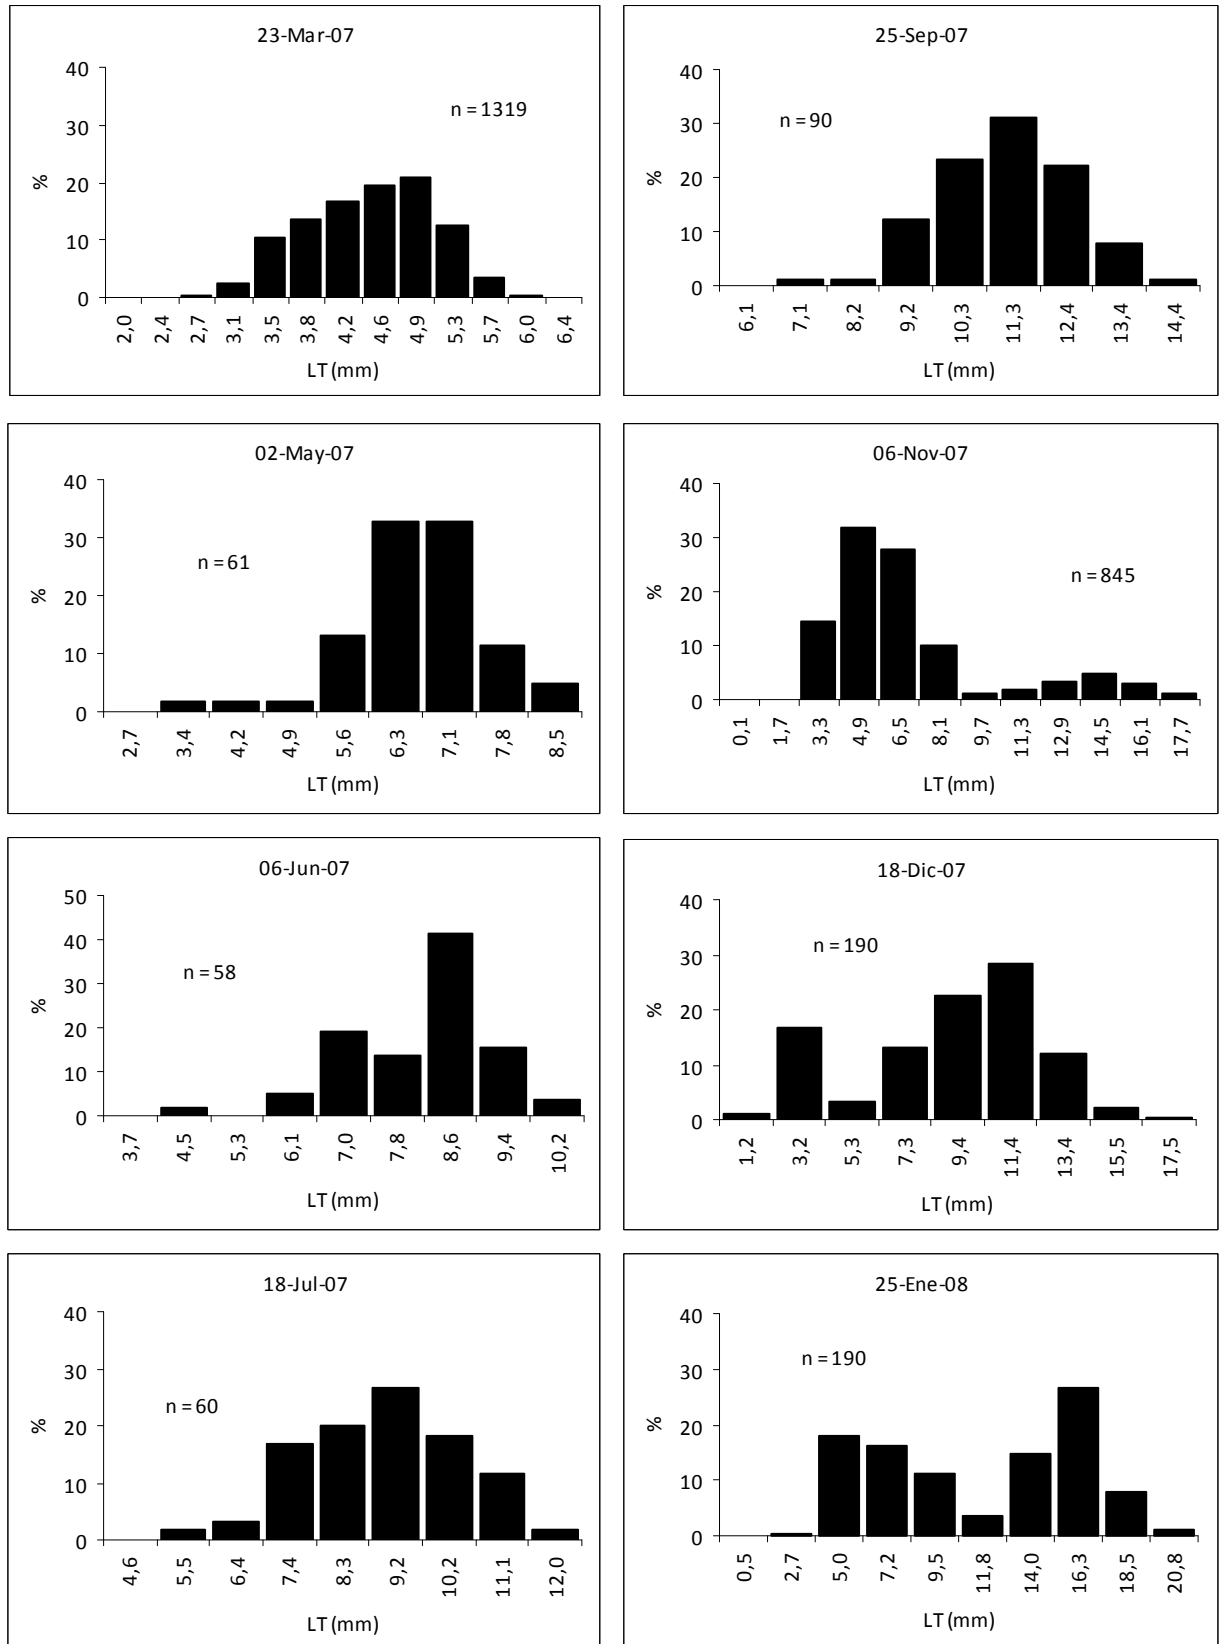 23-Mar-07
n = 1319
%
40
30
20
10
0
2,0 2,4 2,7 3,1 3,5 3,8 4,2 4,6 4,9 5,3 5,7 6,0 6,4
LT (mm)
25-Sep-07
n = 90
%
40
30
20
10
0
6,1 7,1 8,2 9,2 10,3 11,3 12,4 13,4 14,4
LT (mm)
02-May-07
n = 61
%
40
30
20
10
0
2,7 3,4 4,2 4,9 5,6 6,3 7,1 7,8 8,5
LT (mm)
06-Nov-07
n = 845
%
40
30
20
10
0
0,1 1,7 3,3 4,9 6,5 8,1 9,7 11,3 12,9 14,5 16,1 17,7
LT (mm)
06-Jun-07
n = 58
%
50
40
30
20
10
0
3,7 4,5 5,3 6,1 7,0 7,8 8,6 9,4 10,2
LT (mm)
18-Dic-07
n = 190
%
40
30
20
10
0
1,2 3,2 5,3 7,3 9,4 11,4 13,4 15,5 17,5
LT (mm)
18-Jul-07
n = 60
%
40
30
20
10
0
4,6 5,5 6,4 7,4 8,3 9,2 10,2 11,1 12,0
LT (mm)
25-Ene-08
n = 190
%
40
30
20
10
0
0,5 2,7 5,0 7,2 9,5 11,8 14,0 16,3 18,5 20,8
LT (mm)